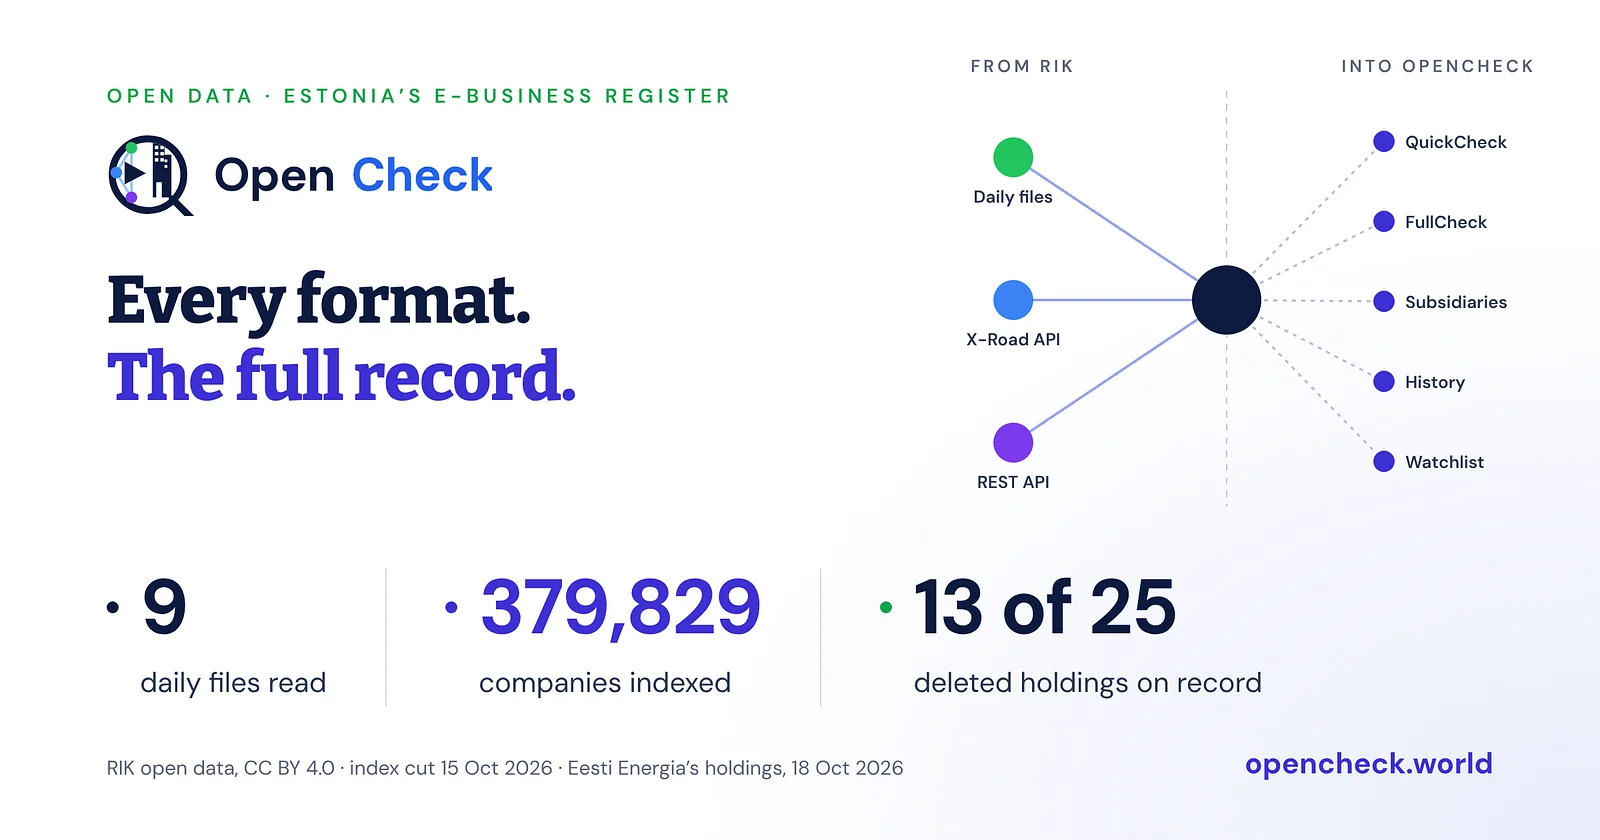 OPEN DATA · ESTONIA’S E-BUSINESS REGISTER
Open Check
Every format.
The full record.
FROM RIK
INTO OPENCHECK
Daily files
X-Road API
REST API
QuickCheck
FullCheck
Subsidiaries
History
Watchlist
· 9
daily files read
· 379,829
companies indexed
· 13 of 25
deleted holdings on record
RIK open data, CC BY 4.0 · index cut 15 Oct 2026 · Eesti Energia’s holdings, 18 Oct 2026
opencheck.world